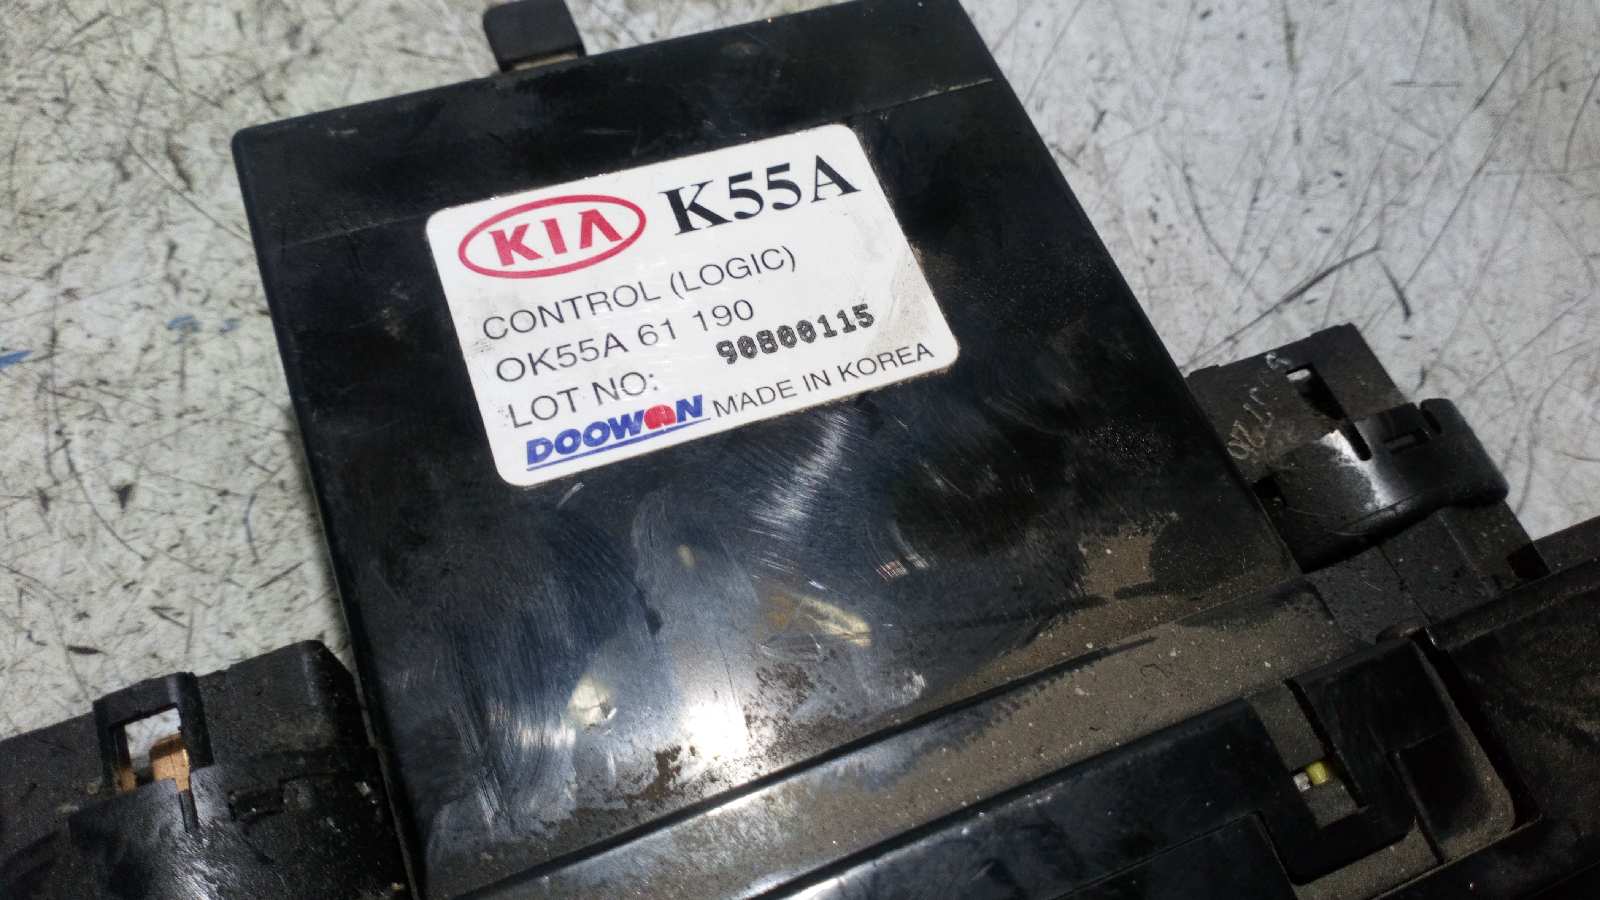 KIA K55A
CONTROL (LOGIC)
OK55A 61 190
LOT NO: 90800115
DOOWON MADE IN KOREA